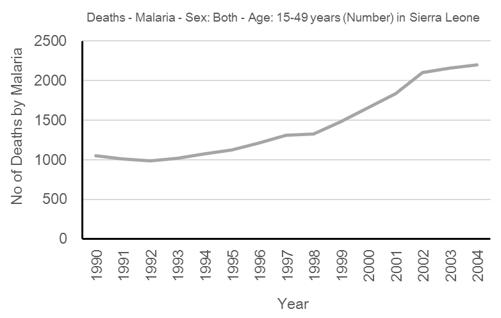 Deaths - Malaria - Sex: Both - Age: 15-49 years (Number) in Sierra Leone
No of Deaths by Malaria
2500
2000
1500
1000
500
0
1990 1991 1992 1993 1994 1995 1996 1997 1998 1999 2000 2001 2002 2003 2004
Year